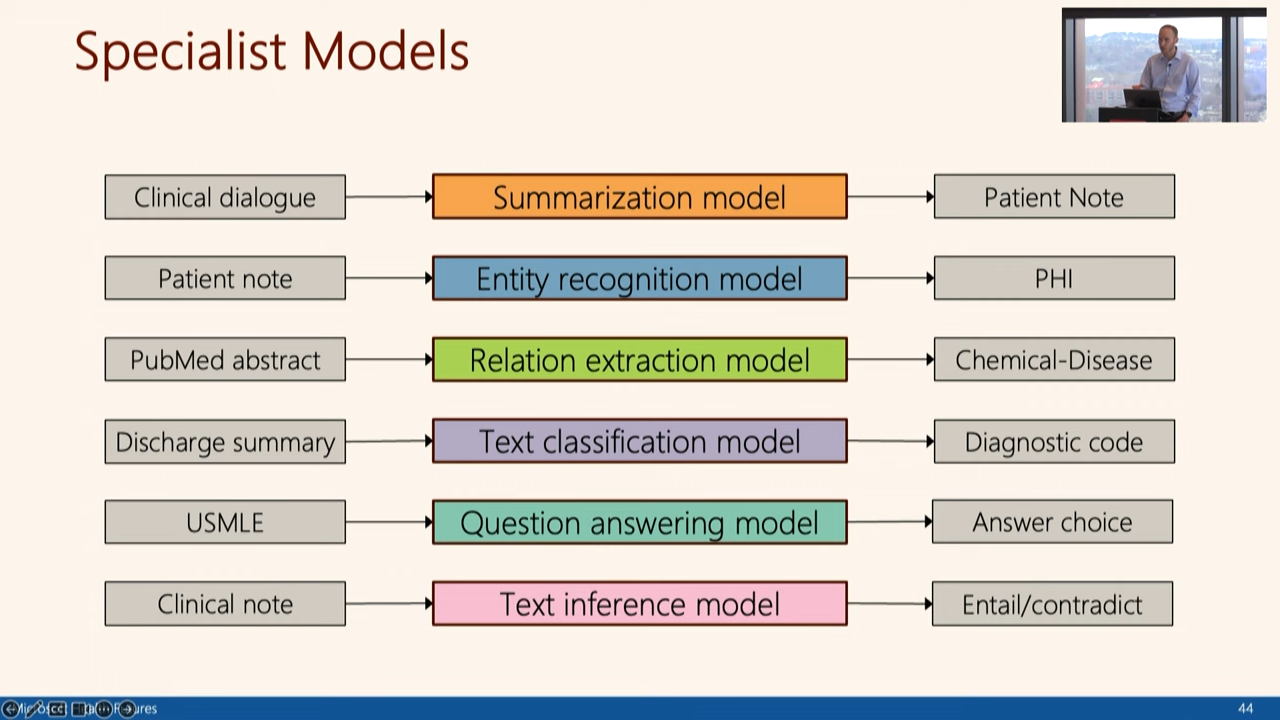 Specialist Models
Clinical dialogue
Summarization model
Patient Note
Patient note
Entity recognition model
PHI
PubMed abstract
Relation extraction model
Chemical-Disease
Discharge summary
Text classification model
Diagnostic code
USMLE
Question answering model
Answer choice
Clinical note
Text inference model
Entail/contradict
44